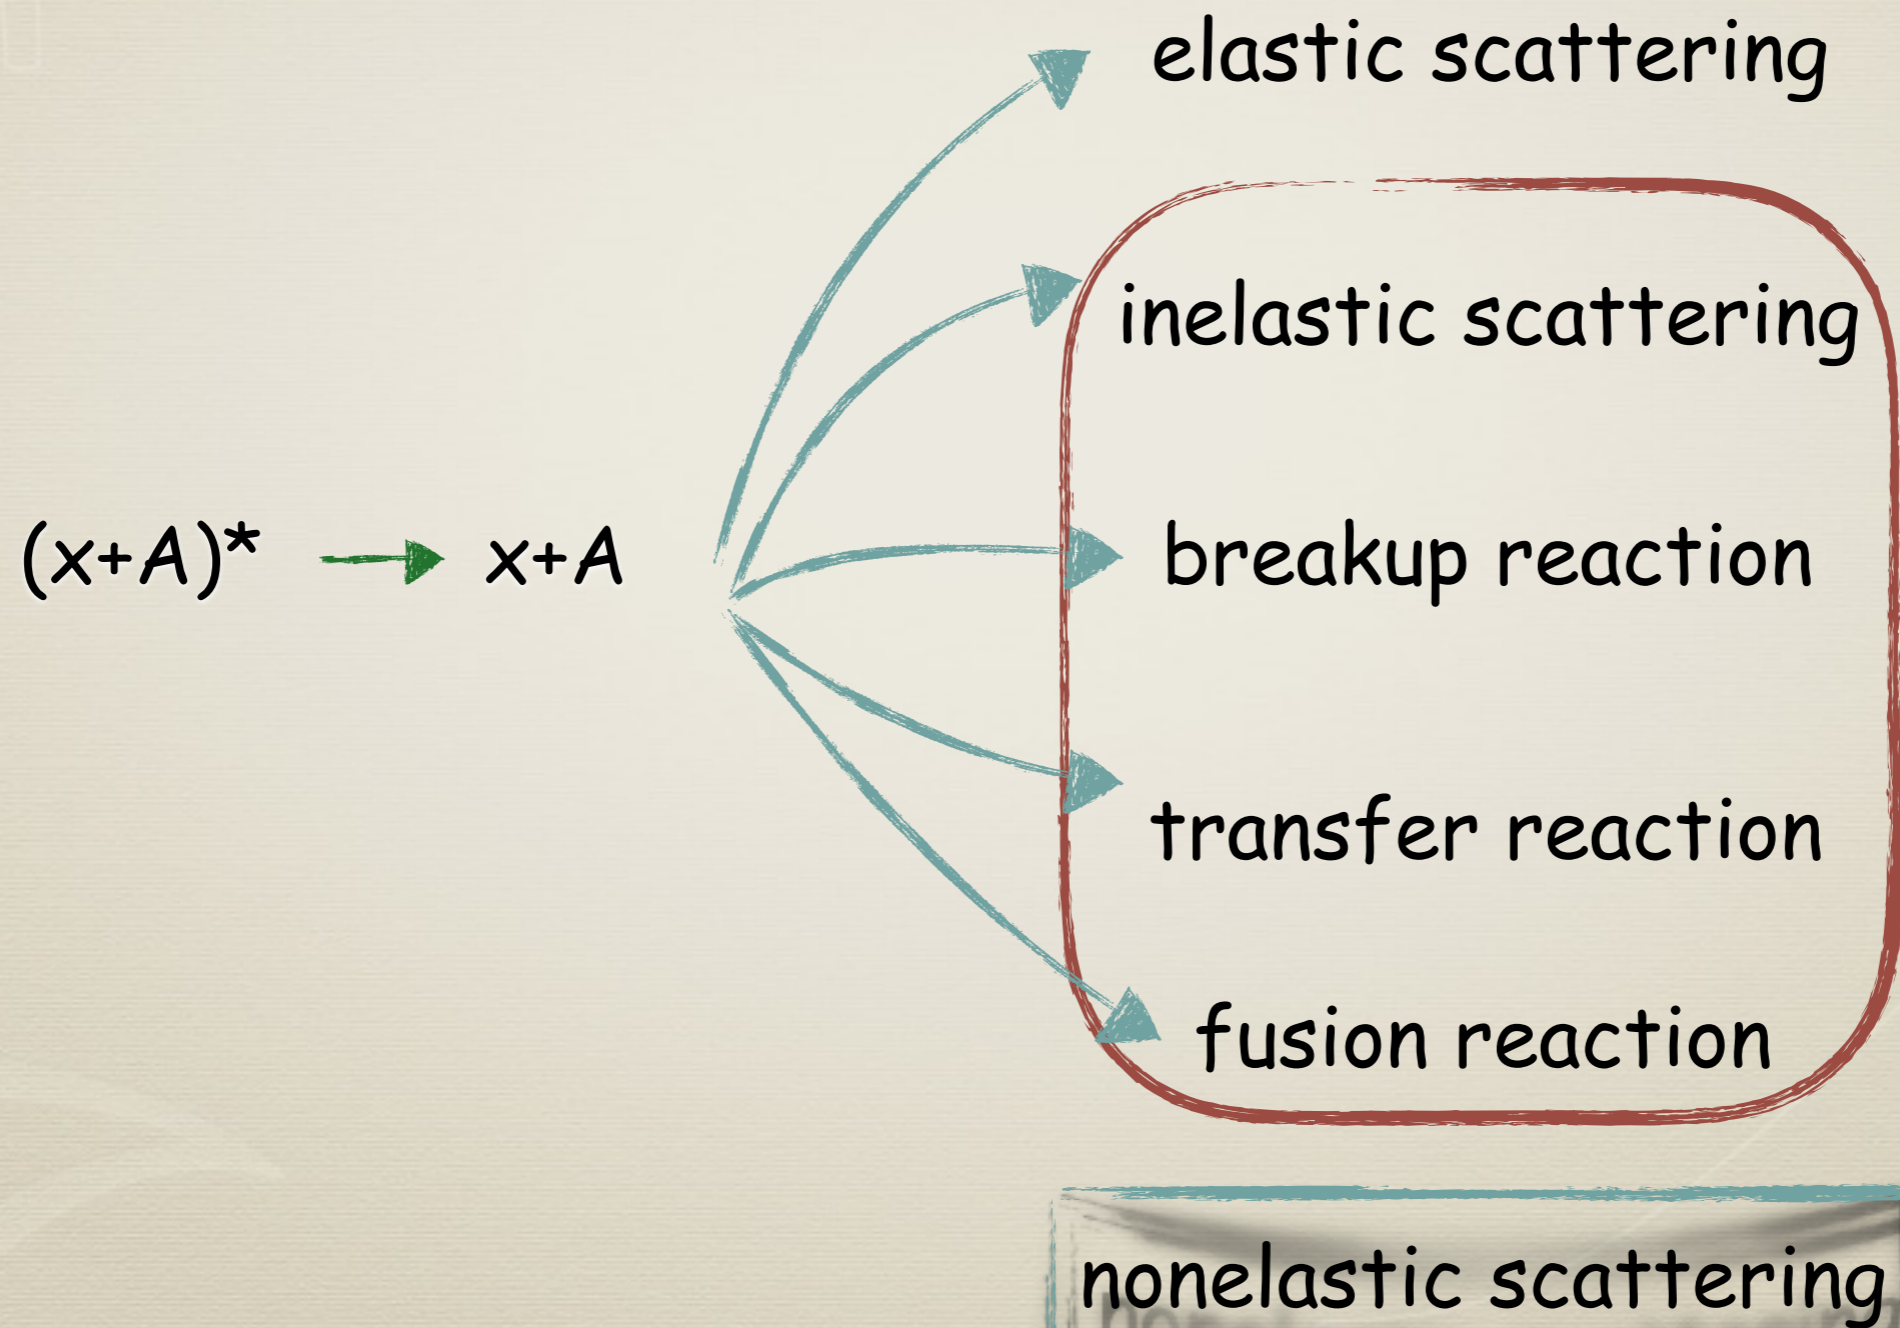 elastic scattering
inelastic scattering
(x+A)* x+A
breakup reaction
transfer reaction
fusion reaction
nonelastic scattering